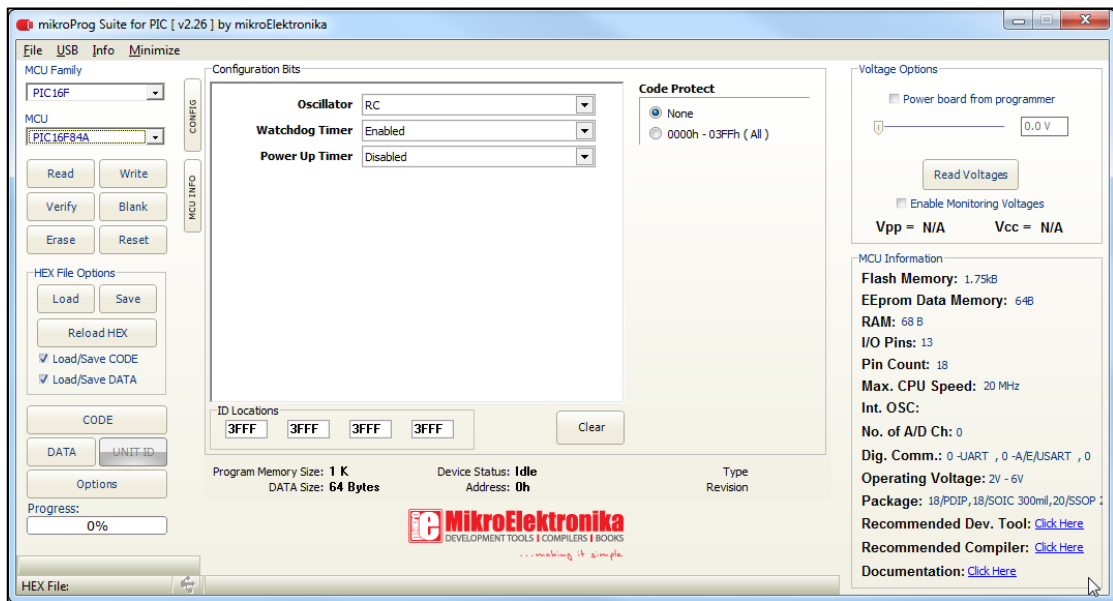 mikroProg Suite for PIC [ v2.26 ] by mikroElektronika
File USB Info Minimize
MCU Family
PIC16F
MCU
PIC16F84A
Read Write
Verify Blank
Erase Reset
HEX File Options
Load Save
Reload HEX
Load/Save CODE
Load/Save DATA
CODE
DATA UNIT ID
Options
Progress:
0%
HEX File:
CONFIG
MCU INFO
Configuration Bits
Oscillator RC
Watchdog Timer Enabled
Power Up Timer Disabled
Code Protect
None
0000h - 03FFh ( All )
ID Locations
3FFF 3FFF 3FFF 3FFF
Clear
Program Memory Size: 1 K Device Status: Idle Type
DATA Size: 64 Bytes Address: 0h Revision
MikroElektronika
DEVELOPMENT TOOLS | COMPILERS | BOOKS
...making it simple
Voltage Options
Power board from programmer
0.0 V
Read Voltages
Enable Monitoring Voltages
Vpp = N/A Vcc = N/A
MCU Information
Flash Memory: 1.75kB
EEprom Data Memory: 64B
RAM: 68 B
I/O Pins: 13
Pin Count: 18
Max. CPU Speed: 20 MHz
Int. OSC:
No. of A/D Ch: 0
Dig. Comm.: 0 -UART , 0 -A/E/USART , 0
Operating Voltage: 2V - 6V
Package: 18/PDIP,18/SOIC 300mil,20/SSOP 2
Recommended Dev. Tool: Click Here
Recommended Compiler: Click Here
Documentation: Click Here